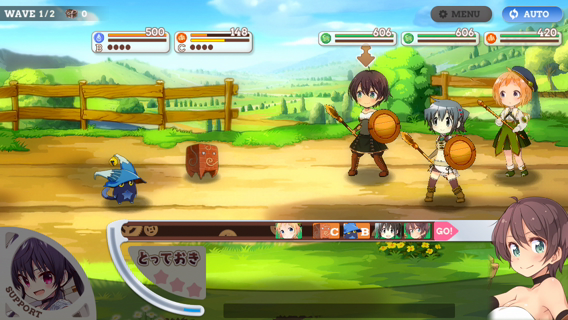 WAVE 1/2 0
MENU
AUTO
500
B
148
C
606
606
420
C B GO!
とっておき
SUPPORT